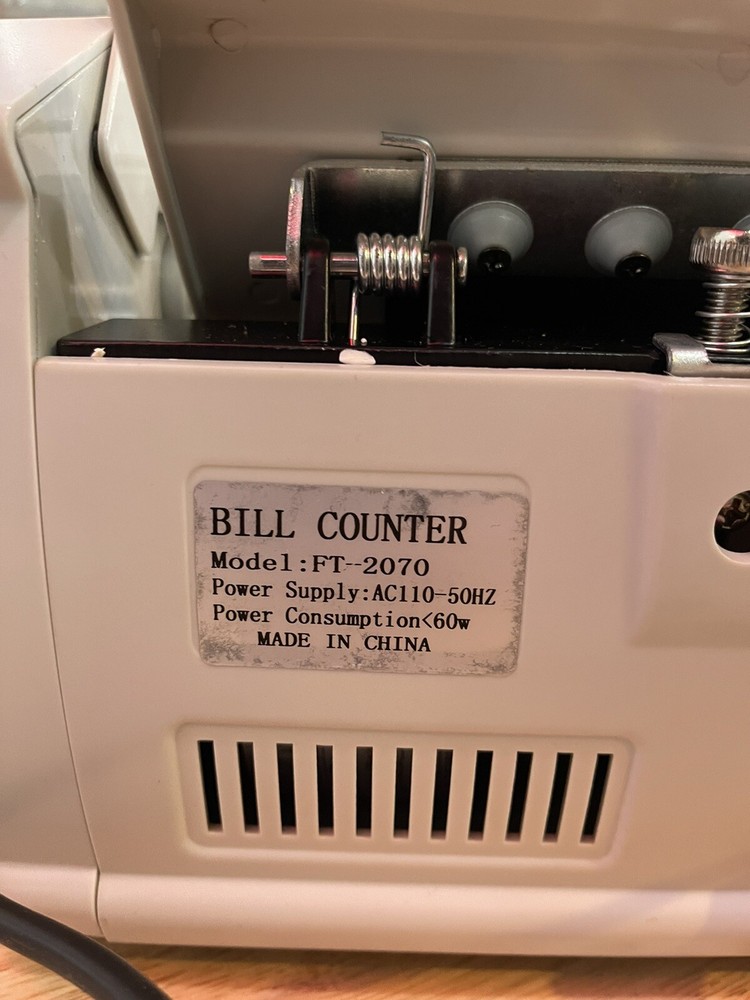 BILL COUNTER
Model:FT--2070
Power Supply:AC110-50HZ
Power Consumption<60w
MADE IN CHINA